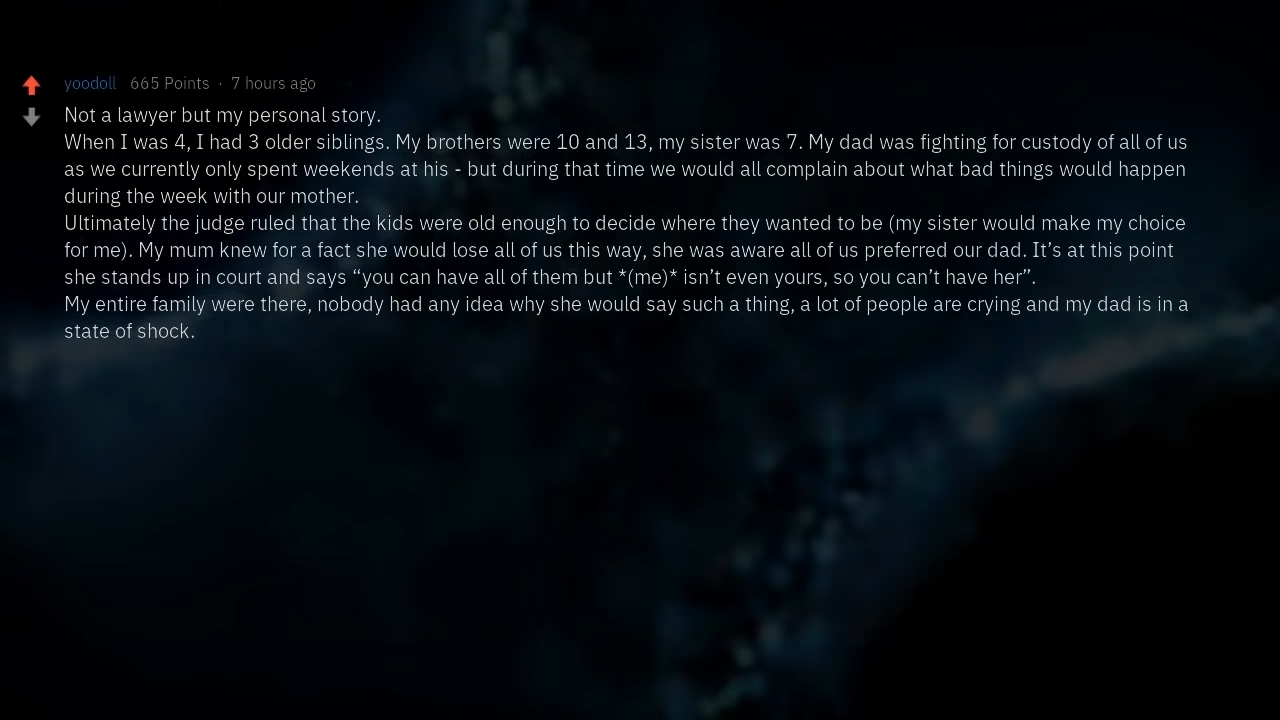 yoodoll 665 Points · 7 hours ago
Not a lawyer but my personal story.
When I was 4, I had 3 older siblings. My brothers were 10 and 13, my sister was 7. My dad was fighting for custody of all of us
as we currently only spent weekends at his - but during that time we would all complain about what bad things would happen
during the week with our mother.
Ultimately the judge ruled that the kids were old enough to decide where they wanted to be (my sister would make my choice
for me). My mum knew for a fact she would lose all of us this way, she was aware all of us preferred our dad. It’s at this point
she stands up in court and says “you can have all of them but *(me)* isn’t even yours, so you can’t have her”.
My entire family were there, nobody had any idea why she would say such a thing, a lot of people are crying and my dad is in a
state of shock.